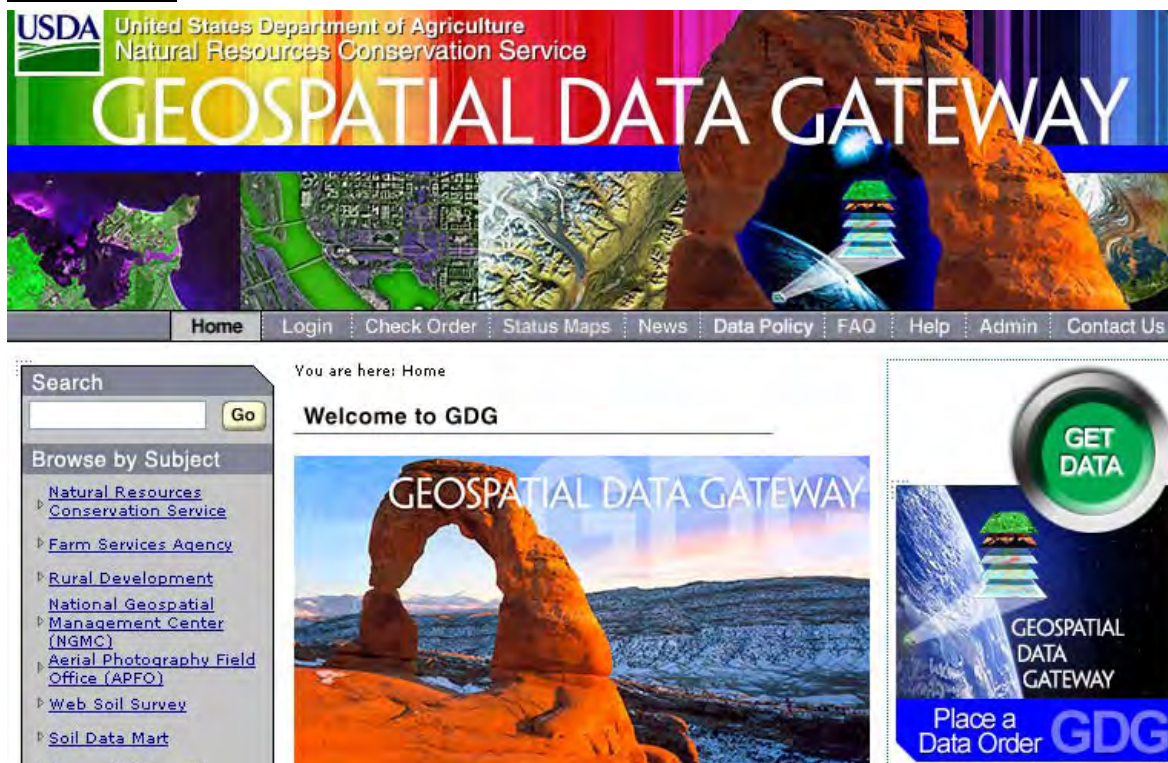 USDA
United States Department of Agriculture
Natural Resources Conservation Service
GEOSPATIAL DATA GATEWAY
Home
Login
Check Order
Status Maps
News
Data Policy
FAQ
Help
Admin
Contact Us
Search
Go
Browse by Subject
Natural Resources
Conservation Service
Farm Services Agency
Rural Development
National Geospatial
Management Center
(NGMC)
Aerial Photography Field
Office (APFO)
Web Soil Survey
Soil Data Mart
You are here: Home
Welcome to GDG
GDG
GEOSPATIAL DATA GATEWAY
GET
DATA
GEOSPATIAL
DATA
GATEWAY
Place a
Data Order
GDG